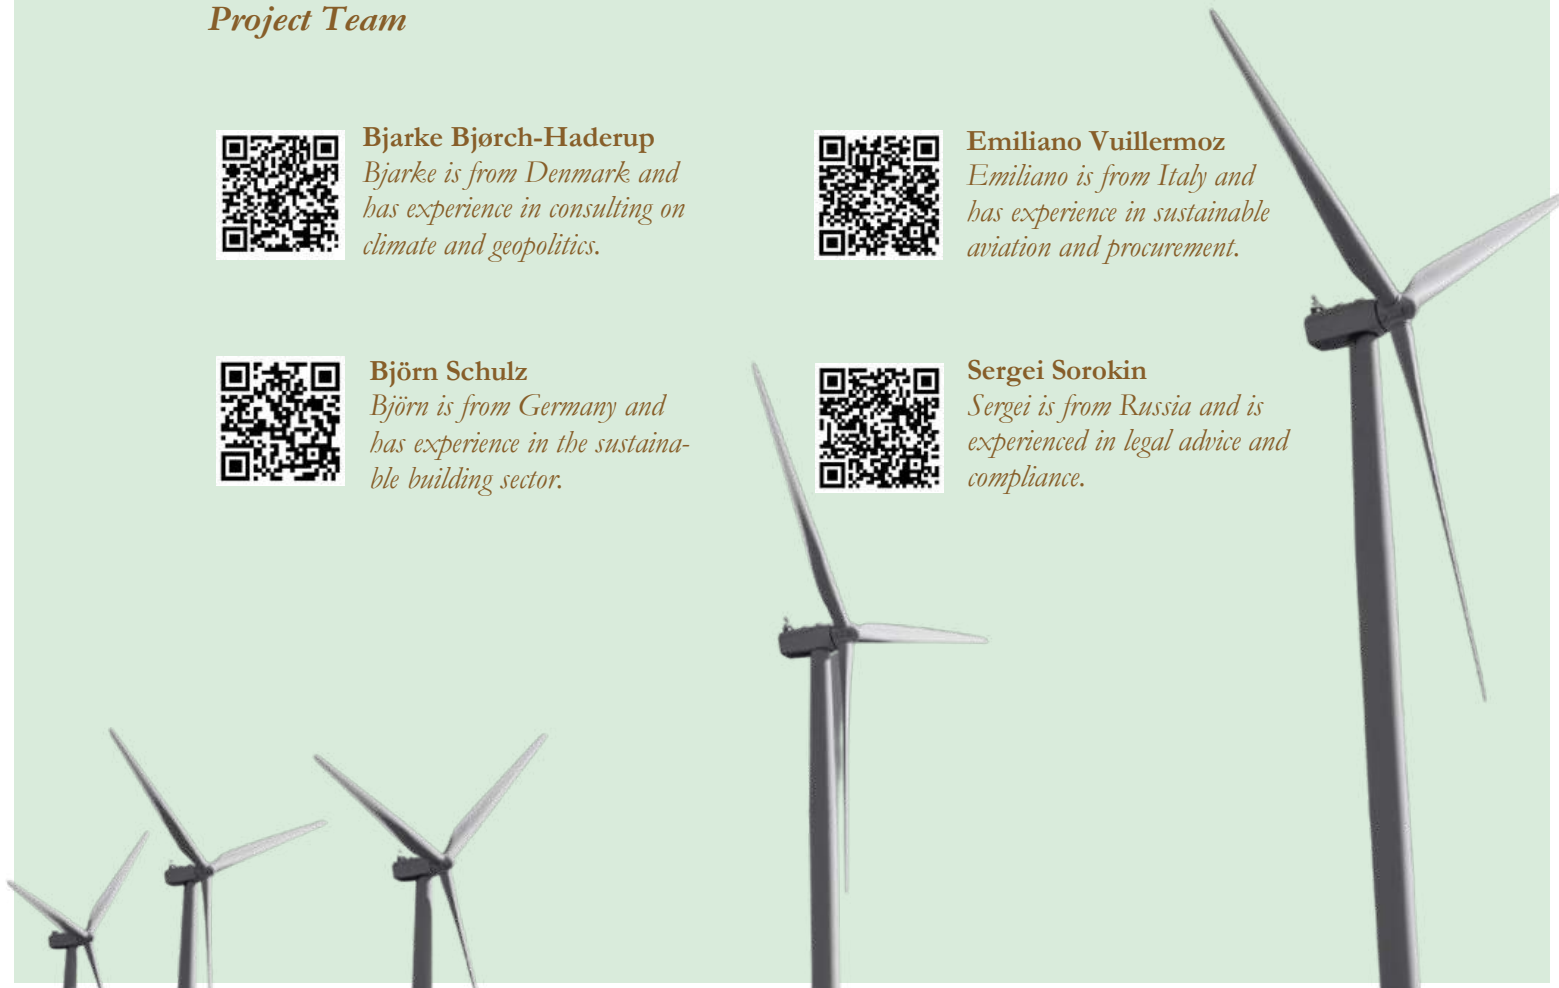 Project Team
Bjarke Bjørch-Haderup
Bjarke is from Denmark and
has experience in consulting on
climate and geopolitics.
Emiliano Vuillermoz
Emiliano is from Italy and
has experience in sustainable
aviation and procurement.
Björn Schulz
Björn is from Germany and
has experience in the sustaina-
ble building sector.
Sergei Sorokin
Sergei is from Russia and is
experienced in legal advice and
compliance.